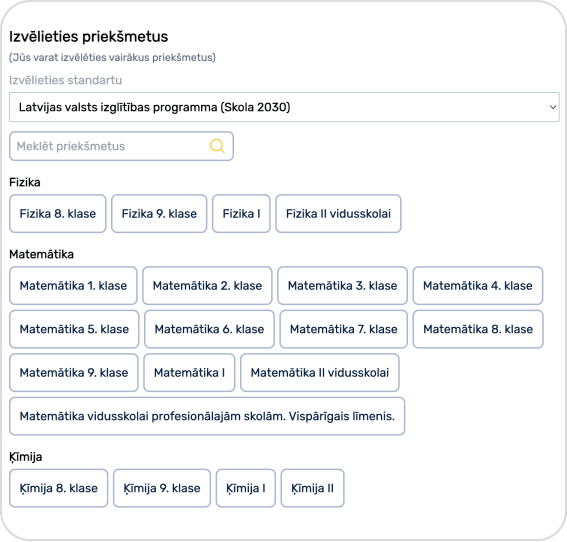 Izvēlieties priekšmetus
(Jūs varat izvēlēties vairākus priekšmetus)
Izvēlieties standartu
Latvijas valsts izglītības programma (Skola 2030)
Meklēt priekšmetus
Fizika
Fizika 8. klase Fizika 9. klase Fizika I Fizika II vidusskolai
Matemātika
Matemātika 1. klase Matemātika 2. klase Matemātika 3. klase Matemātika 4. klase
Matemātika 5. klase Matemātika 6. klase Matemātika 7. klase Matemātika 8. klase
Matemātika 9. klase Matemātika I Matemātika II vidusskolai
Matemātika vidusskolai profesionālajām skolām. Vispārīgais līmenis.
Ķīmija
Ķīmija 8. klase Ķīmija 9. klase Ķīmija I Ķīmija II